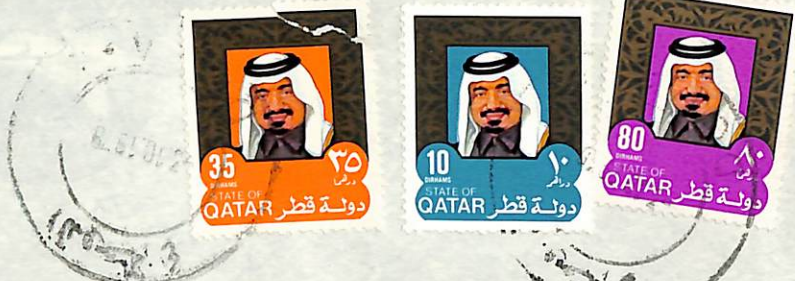 35 ٣٥
DIRHAMS درهم
STATE OF
QATAR دولة قطر
10 ١٠
DIRHAMS دراهم
STATE OF
QATAR دولة قطر
80 ٨٠
DIRHAMS درهم
STATE OF
QATAR دولة قطر